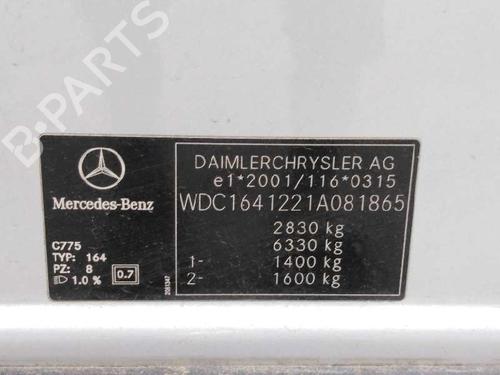 B PARTS
DAIMLERCHRYSLER AG
e1*2001/116*0315
WDC1641221A081865
2830 kg
6330 kg
1- 1400 kg
2- 1600 kg
Mercedes-Benz
C775
TYP: 164
PZ: 8
1.0 %
0.7